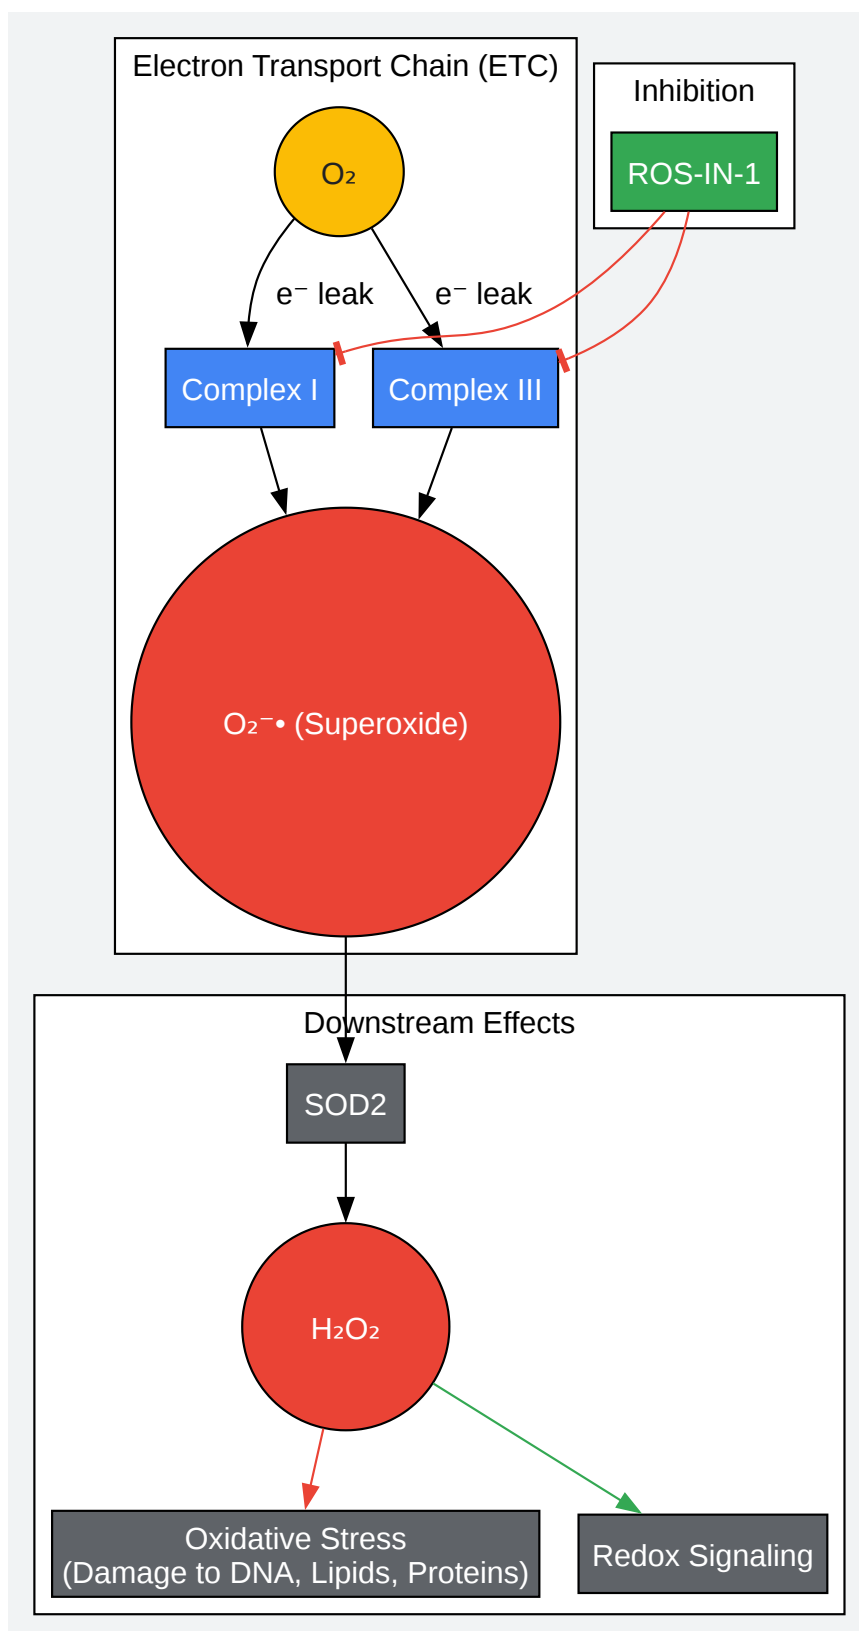 Electron Transport Chain (ETC)
Inhibition
O₂
ROS-IN-1
e⁻ leak
e⁻ leak
Complex I
Complex III
O₂⁻• (Superoxide)
Downstream Effects
SOD2
H₂O₂
Oxidative Stress
(Damage to DNA, Lipids, Proteins)
Redox Signaling